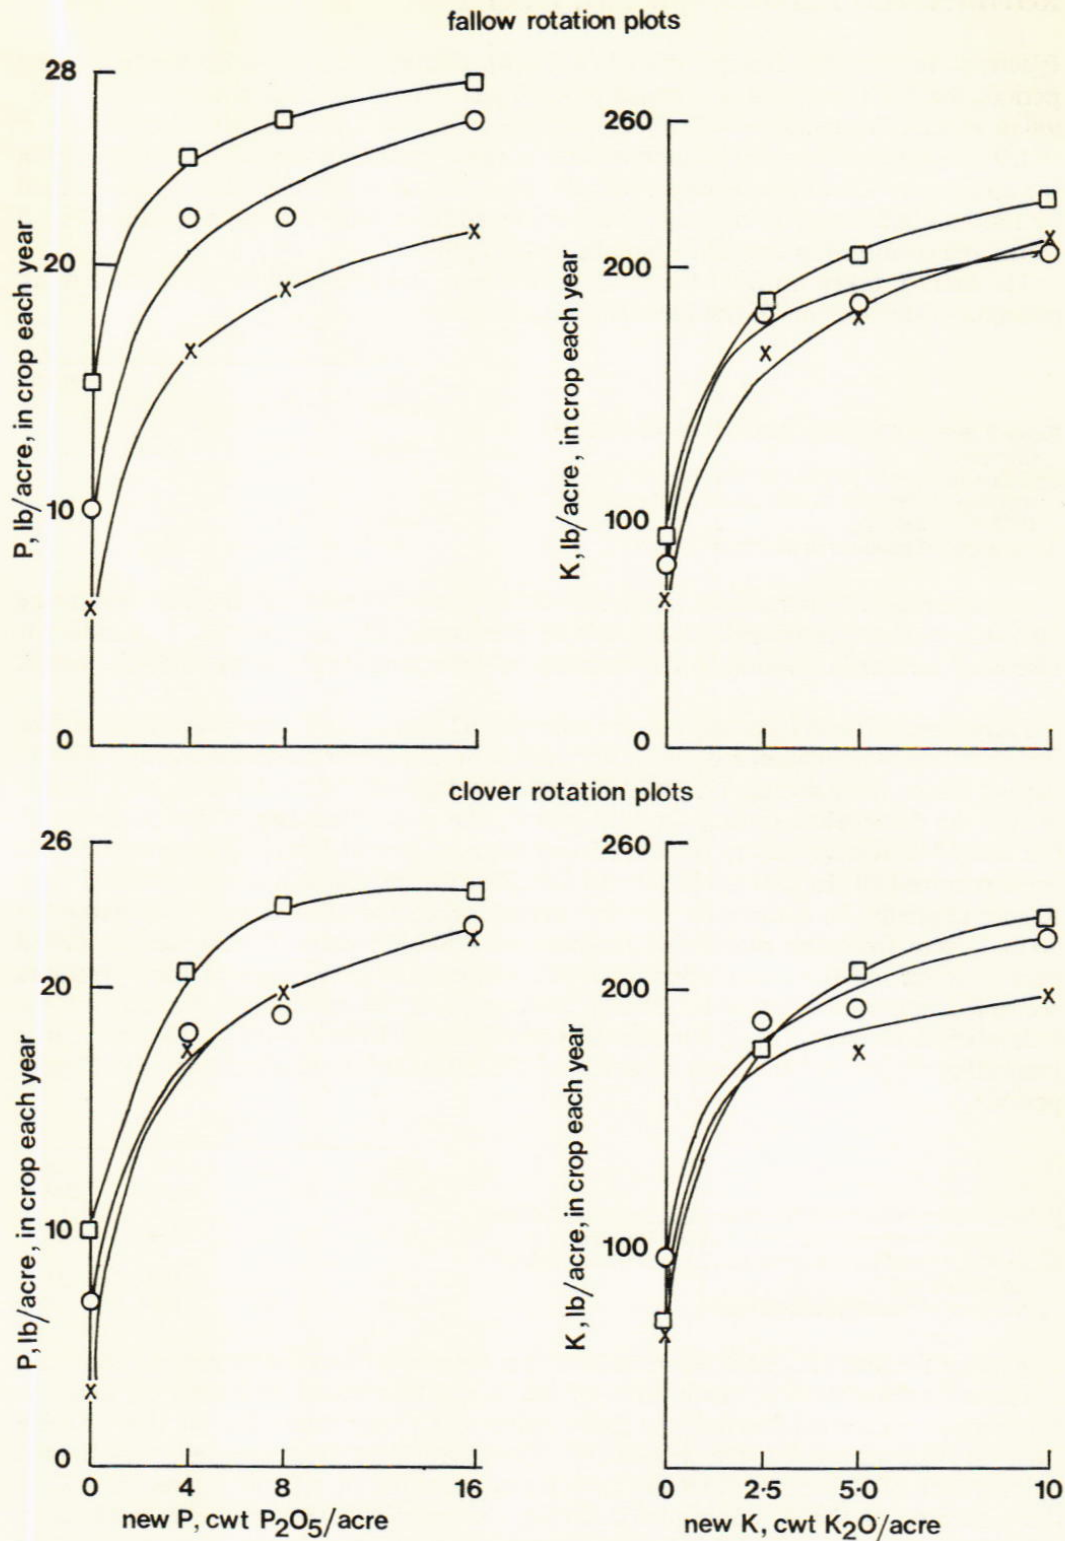 fallow rotation plots
28
20
10
0
P, lb/acre, in crop each year
260
200
100
0
K, lb/acre, in crop each year
clover rotation plots
26
20
10
0
P, lb/acre, in crop each year
0 4 8 16
new P, cwt P₂O₅/acre
260
200
100
K, lb/acre, in crop each year
0 2·5 5·0 10
new K, cwt K₂O/acre